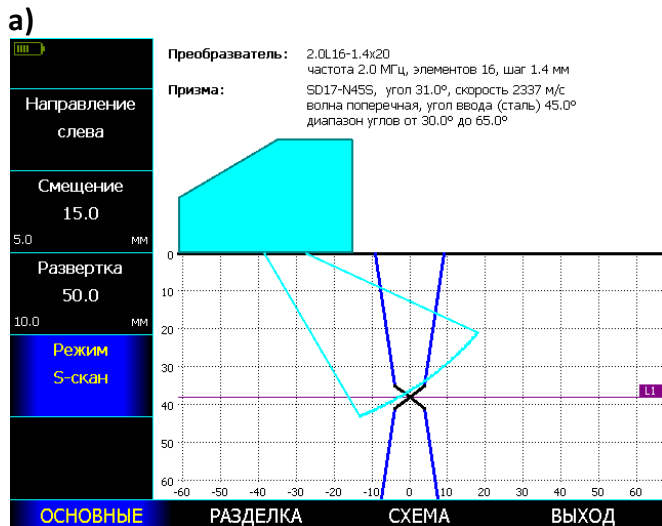 а)
Преобразватель: 2.0L16-1.4x20
частота 2.0 МГц, элементов 16, шаг 1.4 мм
Призма: SD17-N45S, угол 31.0°, скорость 2337 м/с
волна поперечная, угол ввода (сталь) 45.0°
диапазон углов от 30.0° до 65.0°
Направление
слева
Смещение
15.0
5.0 мм
Развертка
50.0
10.0 мм
Режим
S-скан
0
10
20
30
40
50
60
L1
-60 -50 -40 -30 -20 -10 0 10 20 30 40 50 60
ОСНОВНЫЕ РАЗДЕЛКА СХЕМА ВЫХОД